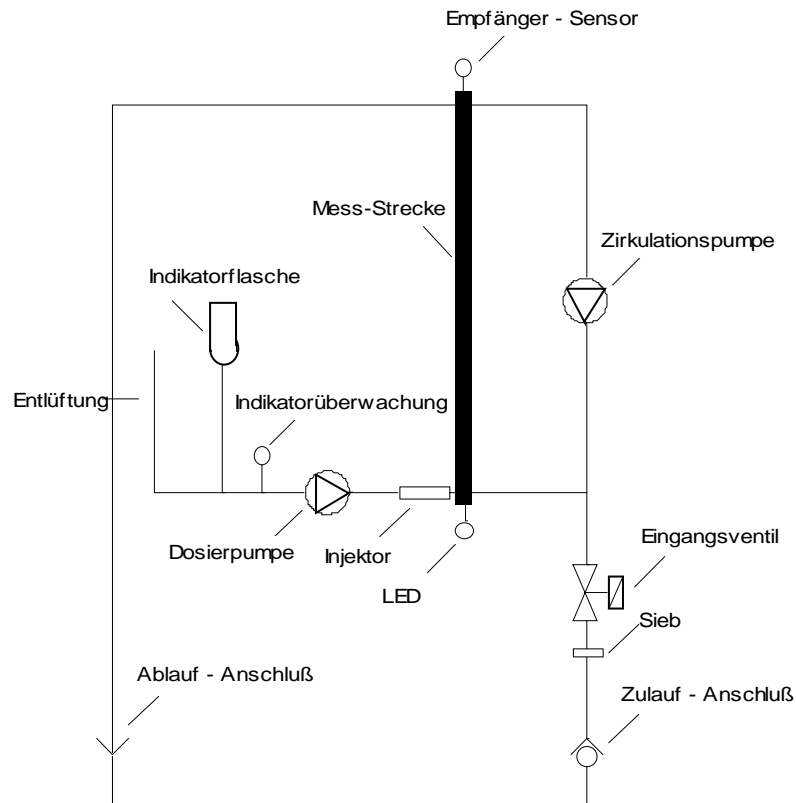 Empfänger - Sensor
Mess-Strecke
Zirkulationspumpe
Indikatorflasche
Entlüftung
Indikatorüberwachung
Dosierpumpe
Injektor
LED
Eingangsventil
Sieb
Ablauf - Anschluß
Zulauf - Anschluß